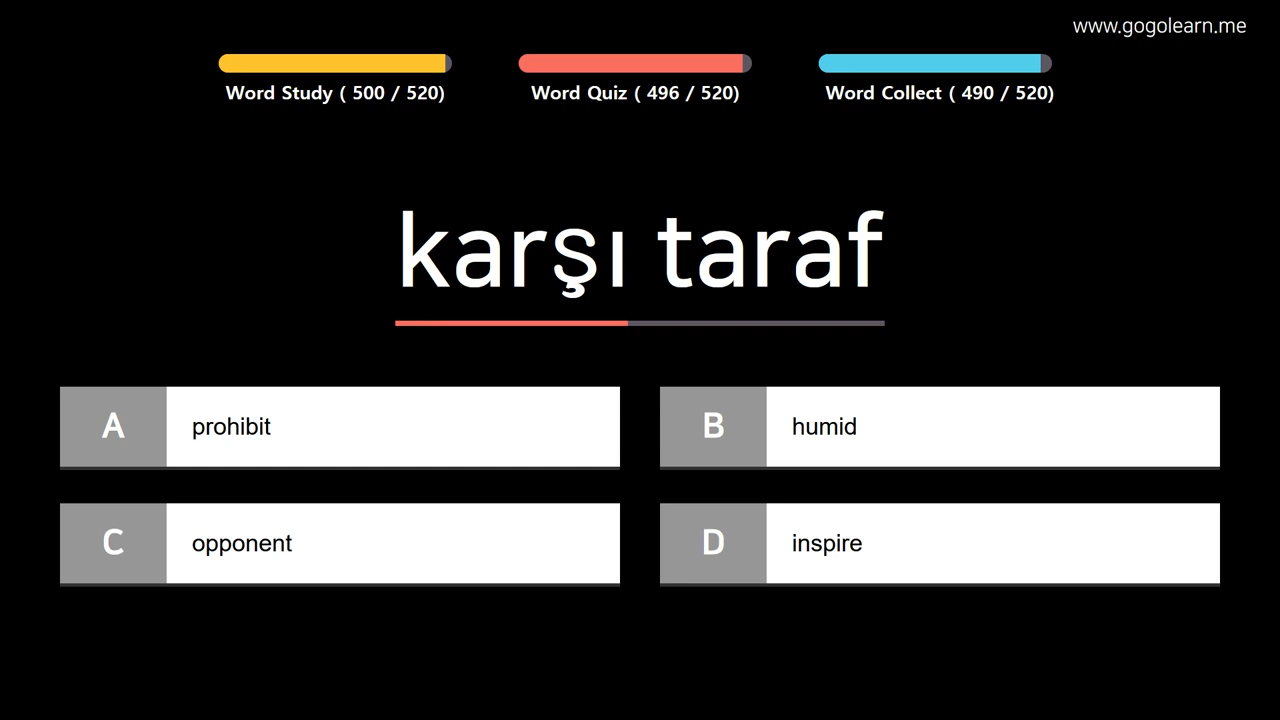 www.gogolearn.me
Word Study ( 500 / 520)
Word Quiz ( 496 / 520)
Word Collect ( 490 / 520)
karşı taraf
A prohibit
B humid
C opponent
D inspire